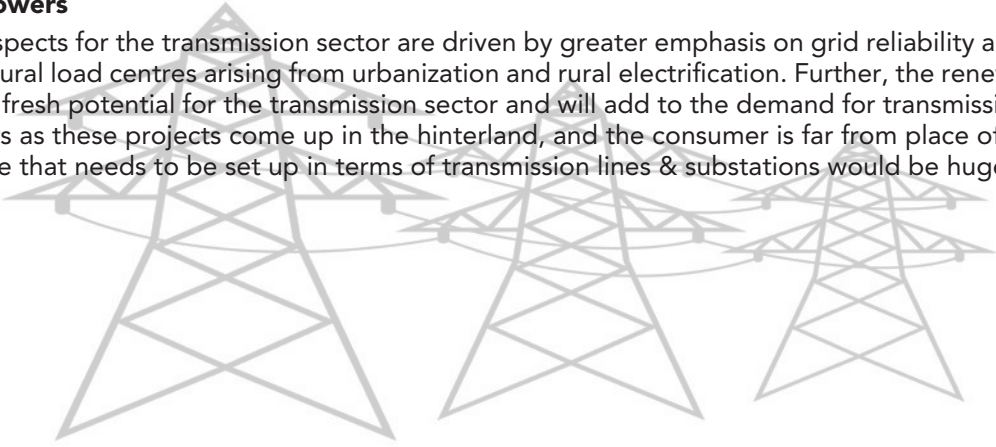 owers
spects for the transmission sector are driven by greater emphasis on grid reliability a
ural load centres arising from urbanization and rural electrification. Further, the rene
fresh potential for the transmission sector and will add to the demand for transmissi
s as these projects come up in the hinterland, and the consumer is far from place of
e that needs to be set up in terms of transmission lines & substations would be huge